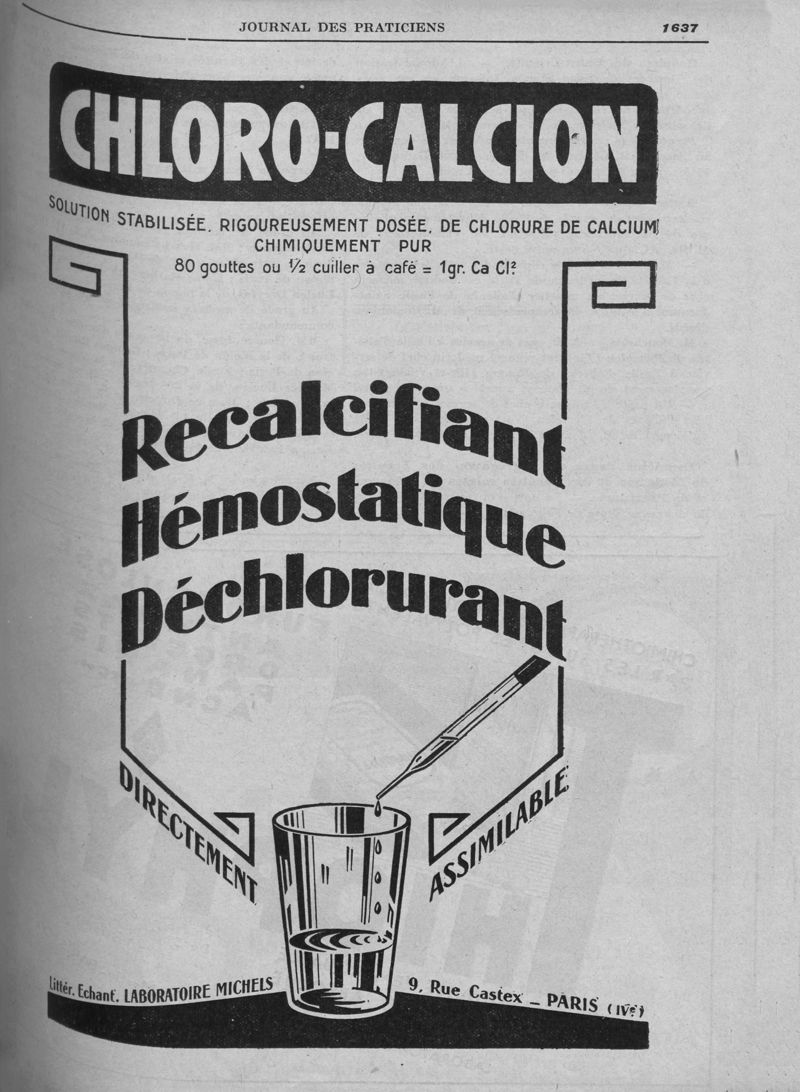 JOURNAL DES PRATICIENS 1637
CHLORO-CALCION
SOLUTION STABILISÉE, RIGOUREUSEMENT DOSÉE, DE CHLORURE DE CALCIUM
CHIMIQUEMENT PUR
80 gouttes ou 1/2 cuiller à café = 1gr. Ca Cl²
Recalcifiant
Hémostatique
Déchlorurant
DIRECTEMENT ASSIMILABLE
Littér. Echant. LABORATOIRE MICHELS 9, Rue Castex _ PARIS (IVe)